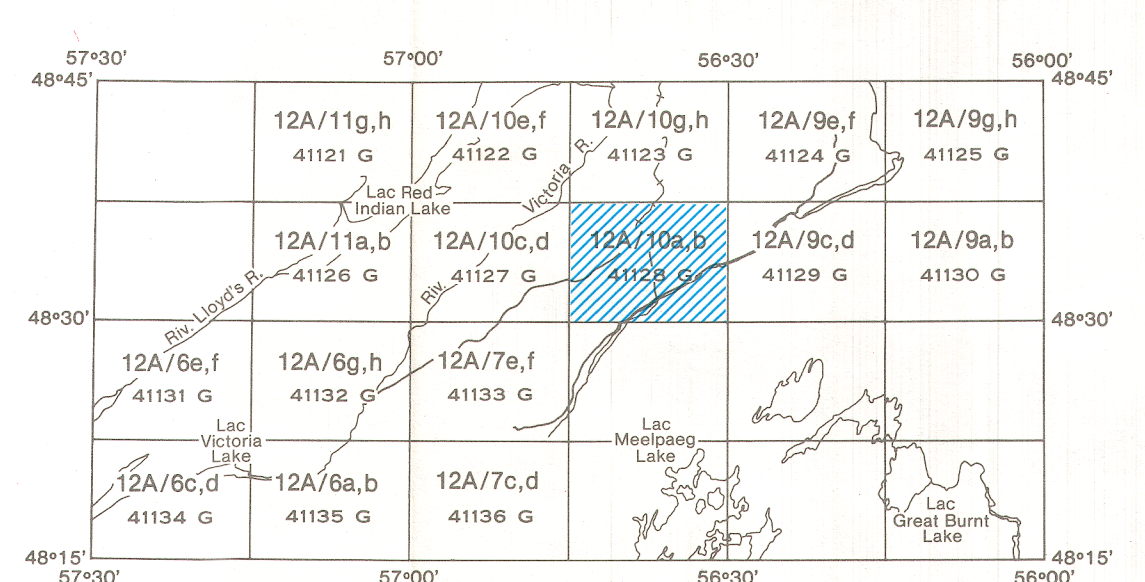 57°30' 57°00' 56°30' 56°00'
48°45' 48°45'
12A/11g,h 12A/10e,f 12A/10g,h 12A/9e,f 12A/9g,h
41121 G 41122 G 41123 G 41124 G 41125 G
Victoria R.
Lac Red
Indian Lake
12A/11a,b 12A/10c,d 12A/10a,b 12A/9c,d 12A/9a,b
41126 G 41127 G 41128 G 41129 G 41130 G
Riv. Lloyd's R.
Riv.
48°30' 48°30'
12A/6e,f 12A/6g,h 12A/7e,f
41131 G 41132 G 41133 G
Lac
Victoria
Lake
Lac
Meelpaeg
Lake
12A/6c,d 12A/6a,b 12A/7c,d
41134 G 41135 G 41136 G
Lac
Great Burnt
Lake
48°15' 48°15'
57°30' 57°00' 56°30' 56°00'